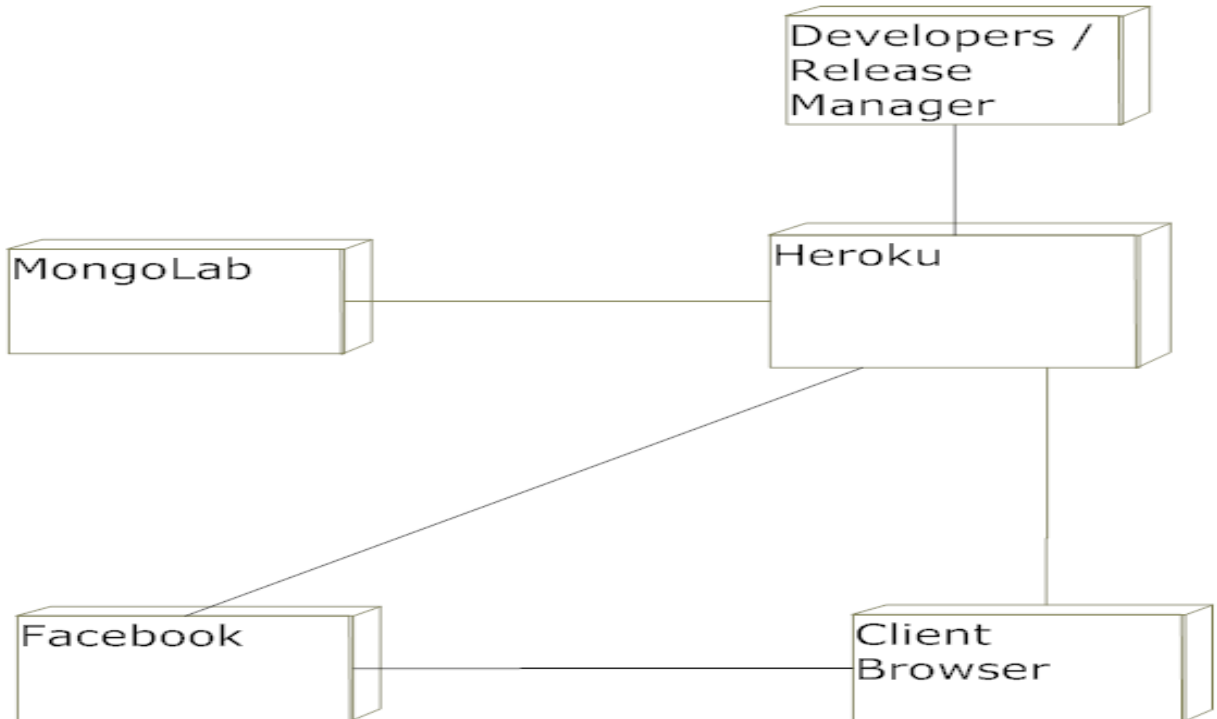 Developers /
Release
Manager
MongoLab
Heroku
Facebook
Client
Browser